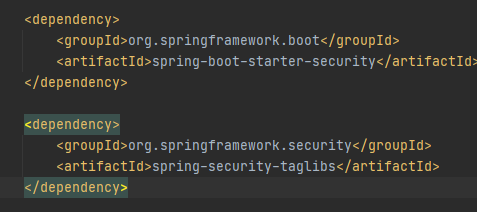 <dependency>
<groupId>org.springframework.boot</groupId>
<artifactId>spring-boot-starter-security</artifactId>
</dependency>
<dependency>
<groupId>org.springframework.security</groupId>
<artifactId>spring-security-taglibs</artifactId>
</dependency>